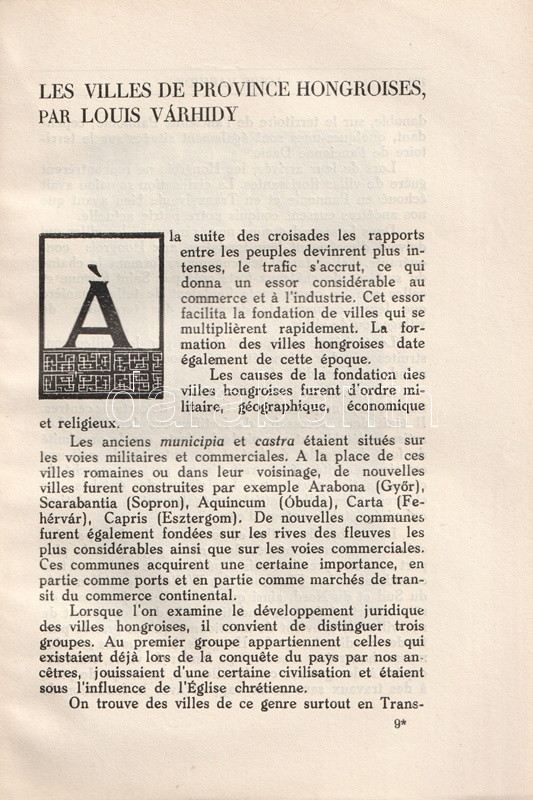 LES VILLES DE PROVINCE HONGROISES,
PAR LOUIS VÁRHIDY
À la suite des croisades les rapports
entre les peuples devinrent plus in-
tenses, le trafic s'accrut, ce qui
donna un essor considérable au
commerce et à l'industrie. Cet essor
facilita la fondation de villes qui se
multiplièrent rapidement. La for-
mation des villes hongroises date
également de cette époque.
Les causes de la fondation des
villes hongroises furent d'ordre mi-
litaire, géographique, économique
et religieux.
Les anciens municipia et castra étaient situés sur
les voies militaires et commerciales. A la place de ces
villes romaines ou dans leur voisinage, de nouvelles
villes furent construites par exemple Arabona (Győr),
Scarabantia (Sopron), Aquincum (Óbuda), Carta (Fe-
hérvár), Capris (Esztergom). De nouvelles communes
furent également fondées sur les rives des fleuves les
plus considérables ainsi que sur les voies commerciales.
Ces communes acquirent une certaine importance, en
partie comme ports et en partie comme marchés de tran-
sit du commerce continental.
Lorsque l'on examine le développement juridique
des villes hongroises, il convient de distinguer trois
groupes. Au premier groupe appartiennent celles qui
existaient déjà lors de la conquête du pays par nos an-
cêtres, jouissaient d'une certaine civilisation et étaient
sous l'influence de l'Église chrétienne.
On trouve des villes de ce genre surtout en Trans-
9*
darabanth